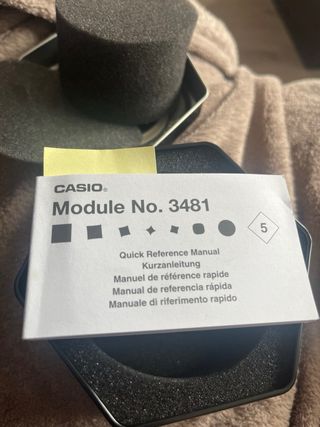 CASIO®
Module No. 3481
5
Quick Reference Manual
Kurzanleitung
Manuel de référence rapide
Manual de referencia rápida
Manuale di riferimento rapido